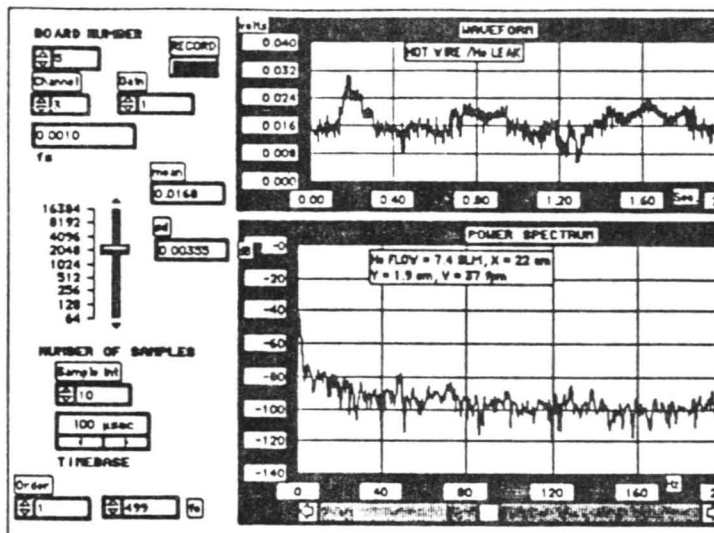 BOARD NUMBER
5
RECORD
Channel
Gain
1
0.0010
fs
mean
0.0168
0.00355
16384
8192
4096
2048
1024
512
256
128
64
NUMBER OF SAMPLES
Sample Int
10
100 µsec
TIMEBASE
Order
1
499
WAVEFORM
volts
HOT WIRE /He LEAK
0.040
0.032
0.024
0.016
0.008
0.000
0.00
0.40
0.80
1.20
1.60
Sec.
POWER SPECTRUM
dB
He FLOW = 7.4 SLM, X = 22 cm
Y = 1.9 cm, V = 37 fpm
-0
-20
-40
-60
-80
-100
-120
-140
0
40
80
120
160
Hz